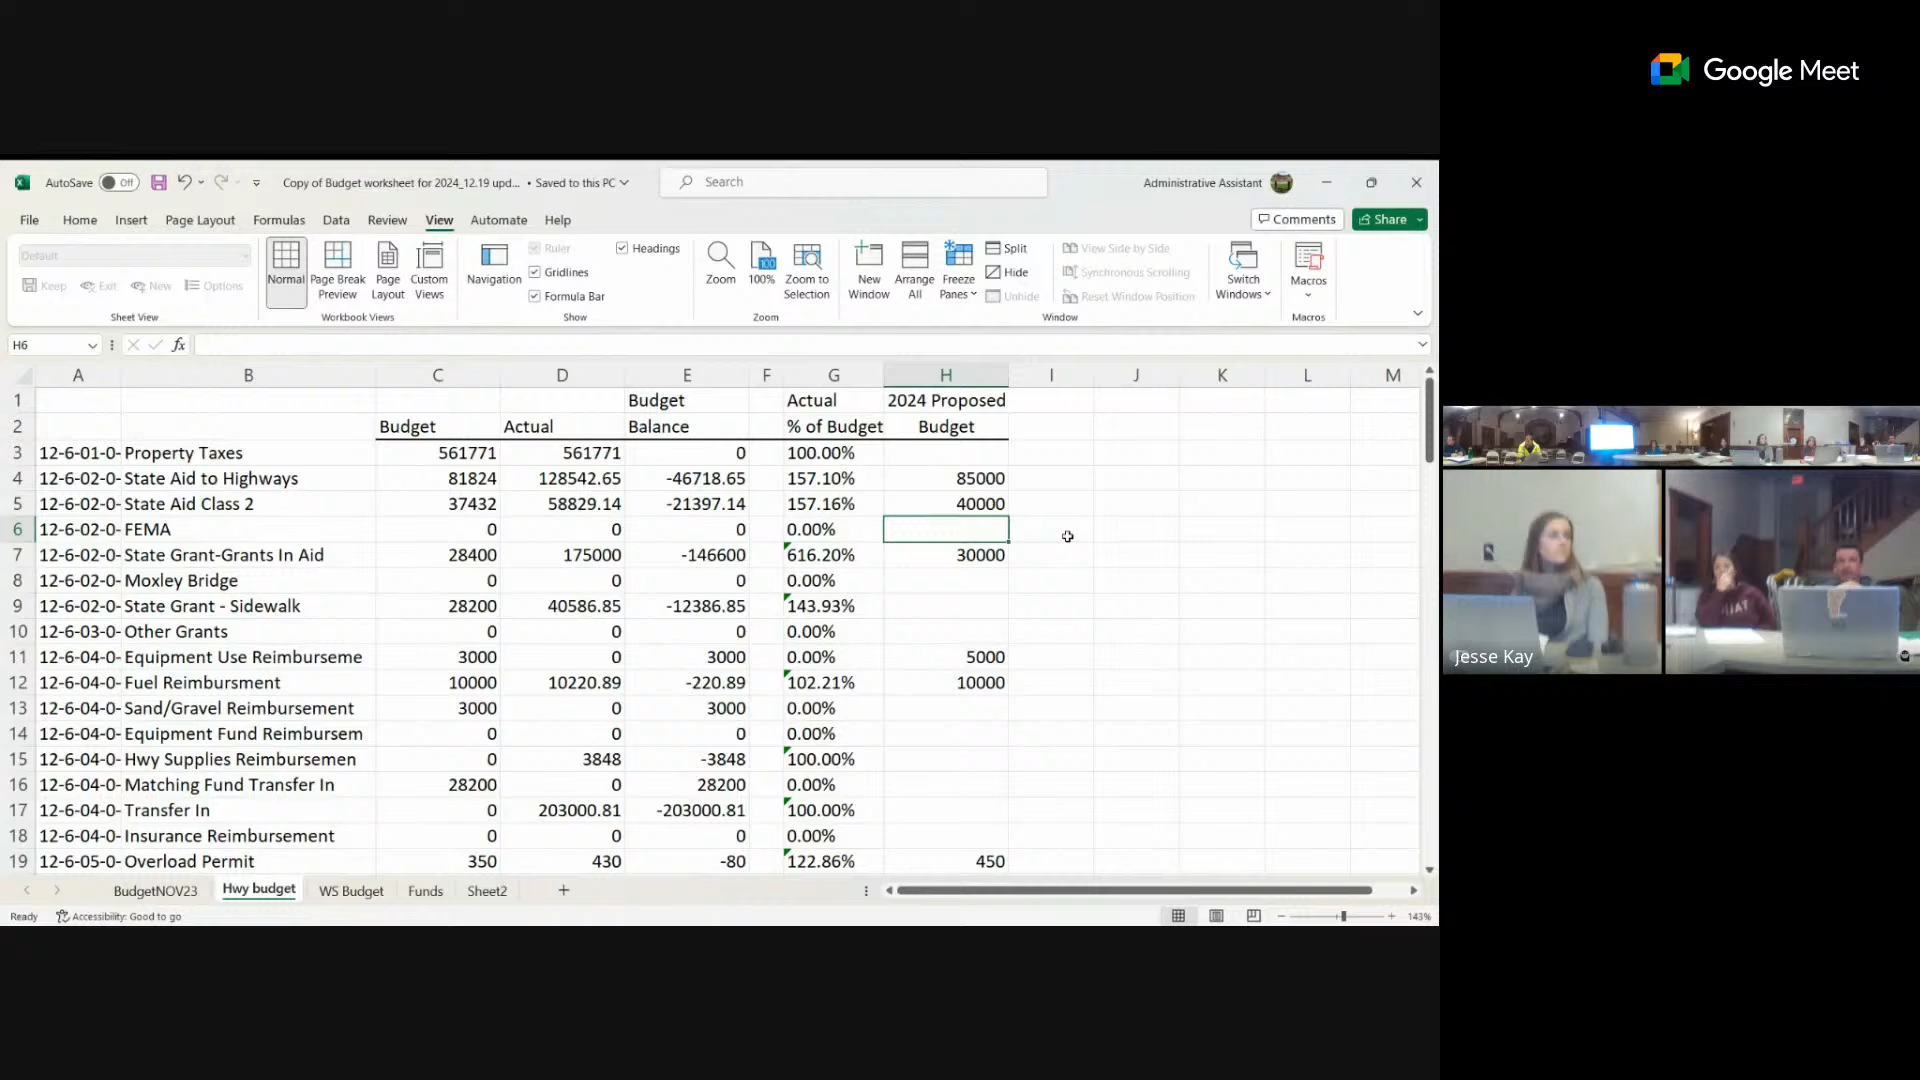 Google Meet
AutoSave Off Copy of Budget worksheet for 2024_12.19 upd... • Saved to this PC Search Administrative Assistant
File Home Insert Page Layout Formulas Data Review View Automate Help Comments Share
Default
Keep Exit New Options
Sheet View
Normal Page Break Preview Page Layout Custom Views
Workbook Views
Navigation Ruler Gridlines Formula Bar Headings
Show
Zoom 100% Zoom to Selection
Zoom
New Window Arrange All Freeze Panes Split Hide Unhide View Side by Side Synchronous Scrolling Reset Window Position Switch Windows
Window
Macros
Macros
H6 fx
A B C D E F G H I J K L M
1 Budget Actual 2024 Proposed
2 Budget Actual Balance % of Budget Budget
3 12-6-01-0- Property Taxes 561771 561771 0 100.00%
4 12-6-02-0- State Aid to Highways 81824 128542.65 -46718.65 157.10% 85000
5 12-6-02-0- State Aid Class 2 37432 58829.14 -21397.14 157.16% 40000
6 12-6-02-0- FEMA 0 0 0 0.00%
7 12-6-02-0- State Grant-Grants In Aid 28400 175000 -146600 616.20% 30000
8 12-6-02-0- Moxley Bridge 0 0 0 0.00%
9 12-6-02-0- State Grant - Sidewalk 28200 40586.85 -12386.85 143.93%
10 12-6-03-0- Other Grants 0 0 0 0.00%
11 12-6-04-0- Equipment Use Reimburseme 3000 0 3000 0.00% 5000
12 12-6-04-0- Fuel Reimbursment 10000 10220.89 -220.89 102.21% 10000
13 12-6-04-0- Sand/Gravel Reimbursement 3000 0 3000 0.00%
14 12-6-04-0- Equipment Fund Reimbursem 0 0 0 0.00%
15 12-6-04-0- Hwy Supplies Reimbursemen 0 3848 -3848 100.00%
16 12-6-04-0- Matching Fund Transfer In 28200 0 28200 0.00%
17 12-6-04-0- Transfer In 0 203000.81 -203000.81 100.00%
18 12-6-04-0- Insurance Reimbursement 0 0 0 0.00%
19 12-6-05-0- Overload Permit 350 430 -80 122.86% 450
BudgetNOV23 Hwy budget WS Budget Funds Sheet2
Ready Accessibility: Good to go 143%
Jesse Kay